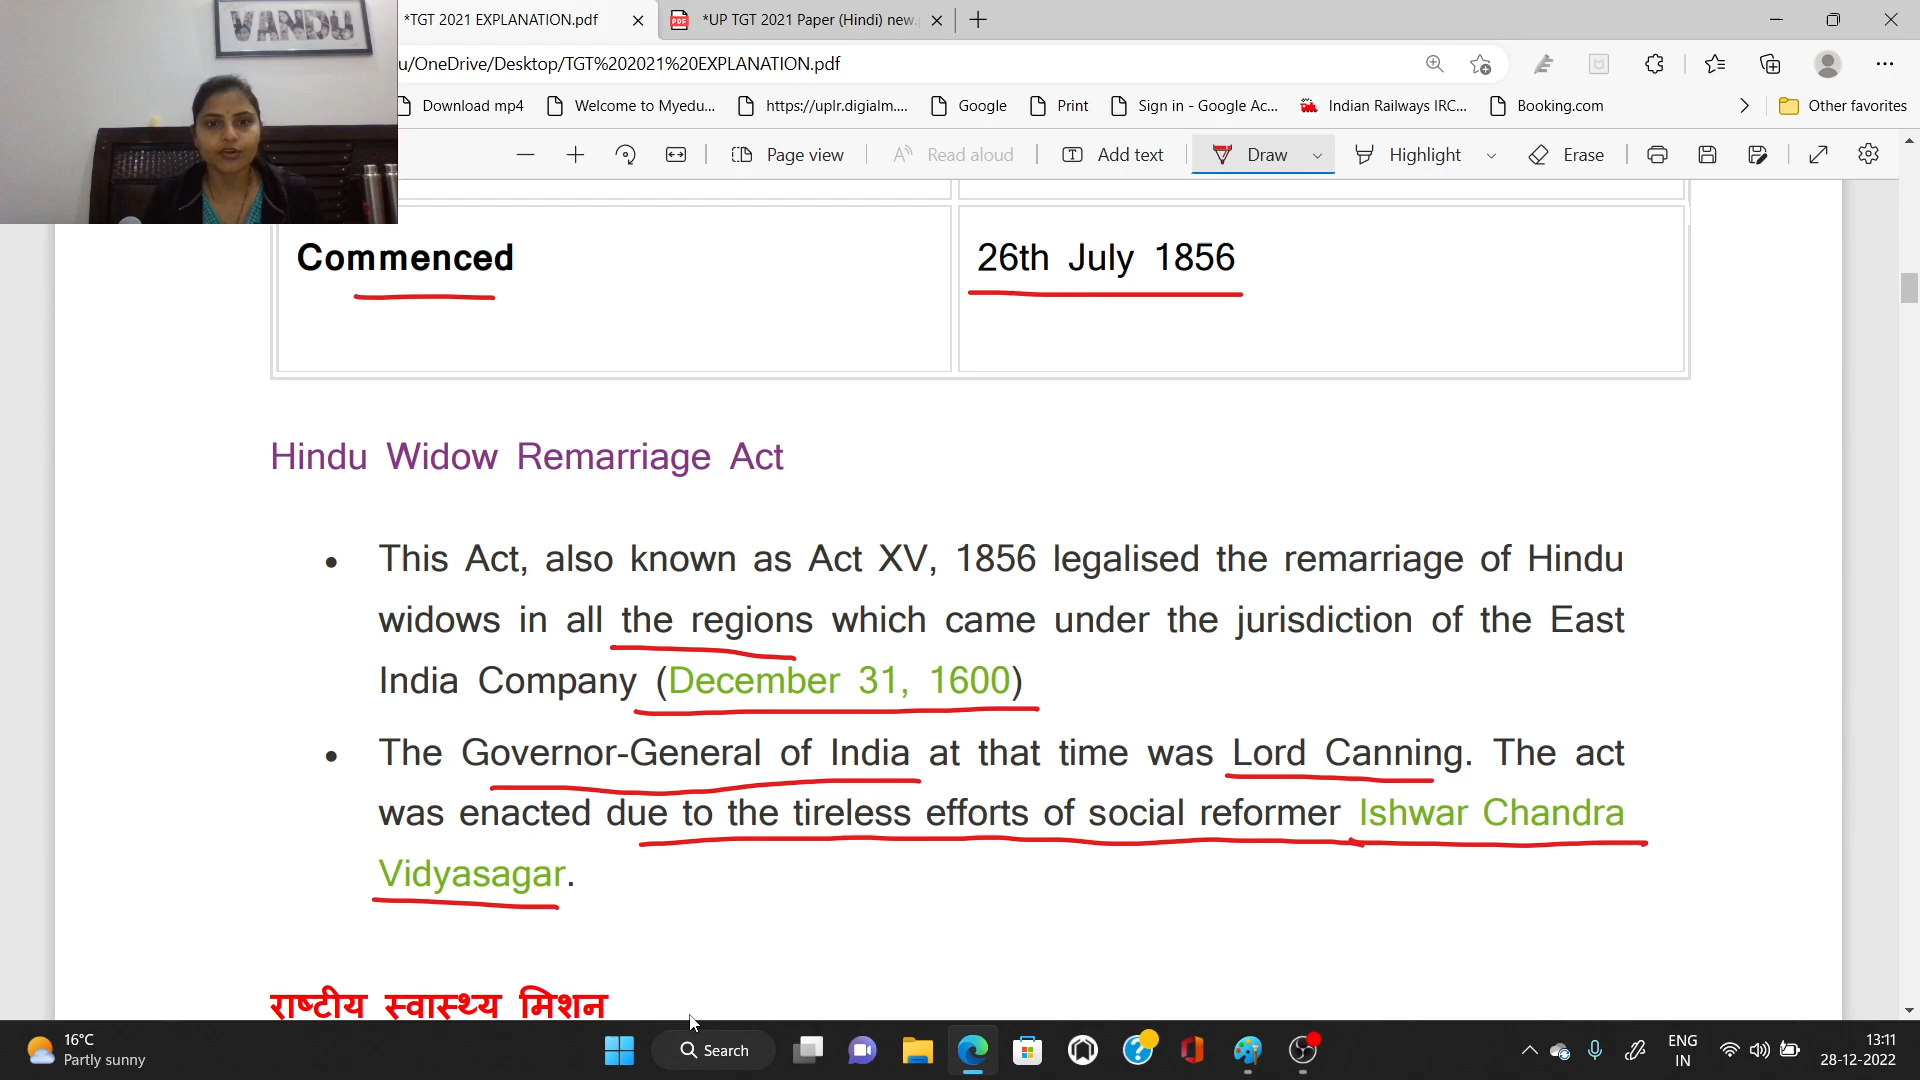 VANDU
*TGT 2021 EXPLANATION.pdf
*UP TGT 2021 Paper (Hindi) new.
u/OneDrive/Desktop/TGT%202021%20EXPLANATION.pdf
Download mp4
Welcome to Myedu...
https://uplr.digialm....
Google
Print
Sign in - Google Ac...
Indian Railways IRC...
Booking.com
Other favorites
Page view
Read aloud
Add text
Draw
Highlight
Erase
Commenced
26th July 1856
Hindu Widow Remarriage Act
• This Act, also known as Act XV, 1856 legalised the remarriage of Hindu
widows in all the regions which came under the jurisdiction of the East
India Company (December 31, 1600)
• The Governor-General of India at that time was Lord Canning. The act
was enacted due to the tireless efforts of social reformer Ishwar Chandra
Vidyasagar.
राष्टीय स्वास्थ्य मिशन
16°C
Partly sunny
Search
ENG
IN
13:11
28-12-2022